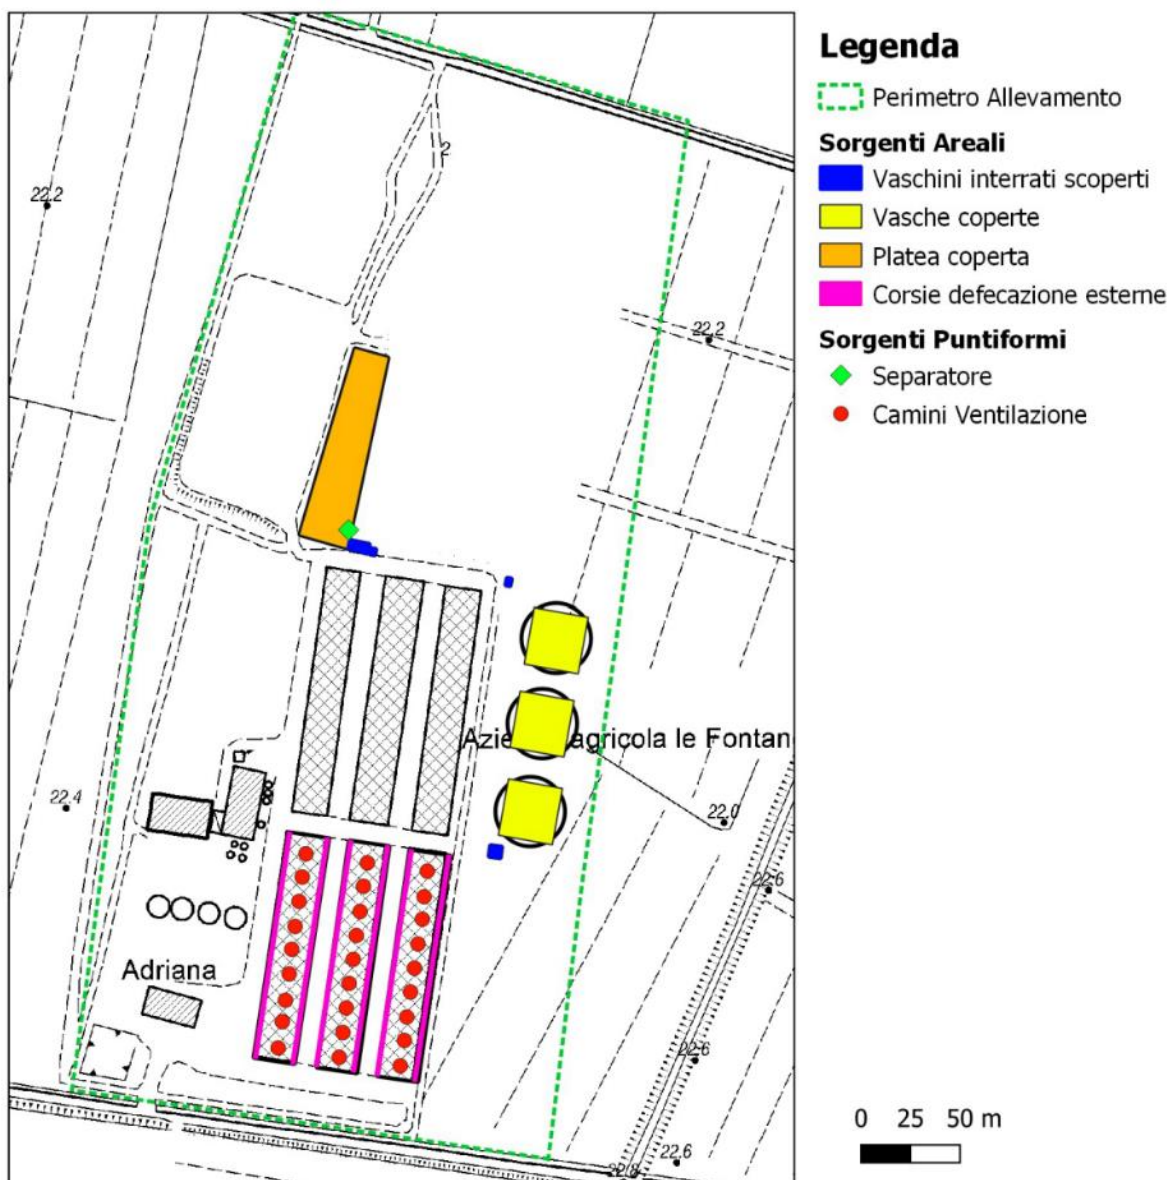 Legenda
Perimetro Allevamento
Sorgenti Areali
Vaschini interrati scoperti
Vasche coperte
Platea coperta
Corsie defecazione esterne
Sorgenti Puntiformi
Separatore
Camini Ventilazione
0 25 50 m
2
22.2
22.2
Azie agricola le Fontan
22.4
22.0
22.6
Adriana
22.6
22.6
22.8